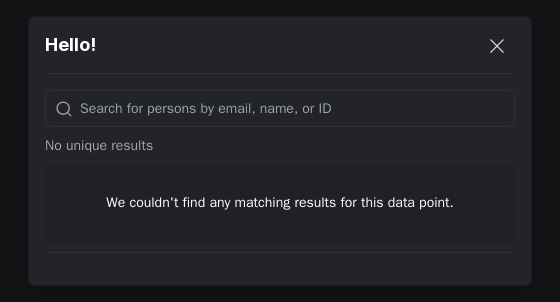 Hello!
Search for persons by email, name, or ID
No unique results
We couldn't find any matching results for this data point.